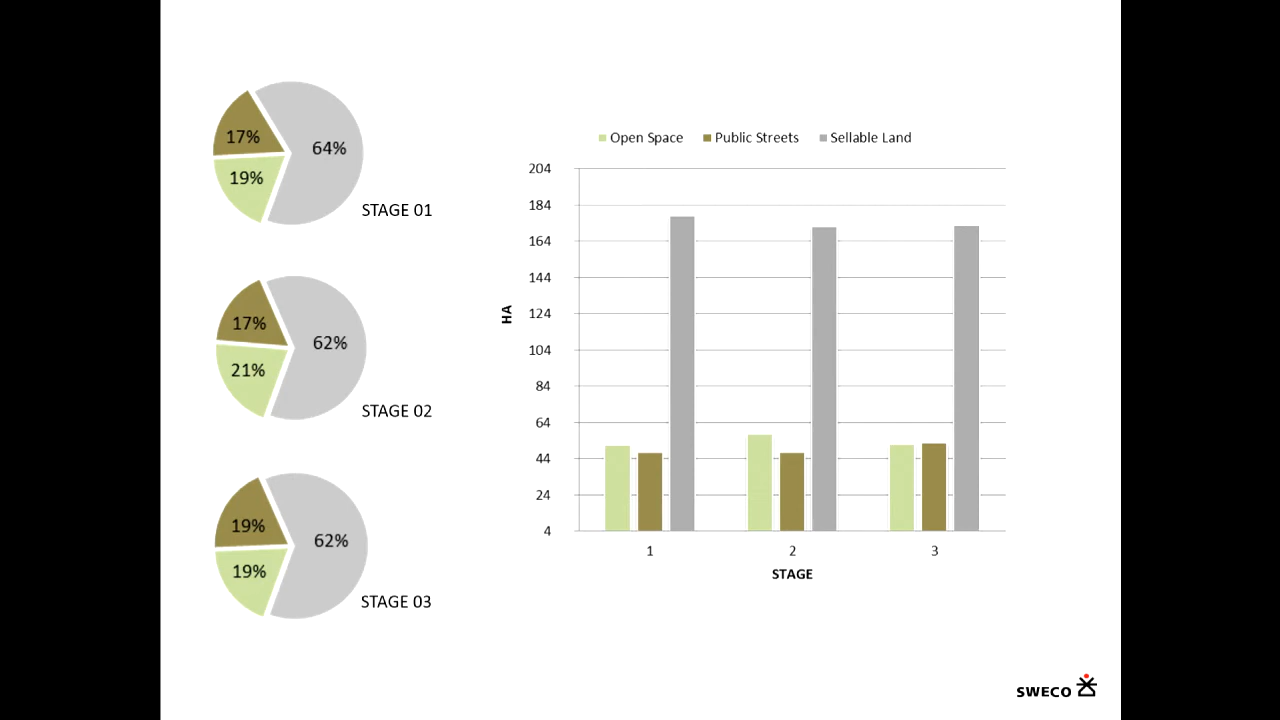 17%
64%
19%
STAGE 01
17%
62%
21%
STAGE 02
19%
62%
19%
STAGE 03
Open Space Public Streets Sellable Land
204
184
164
144
124
104
84
64
44
24
4
HA
1 2 3
STAGE
SWECO